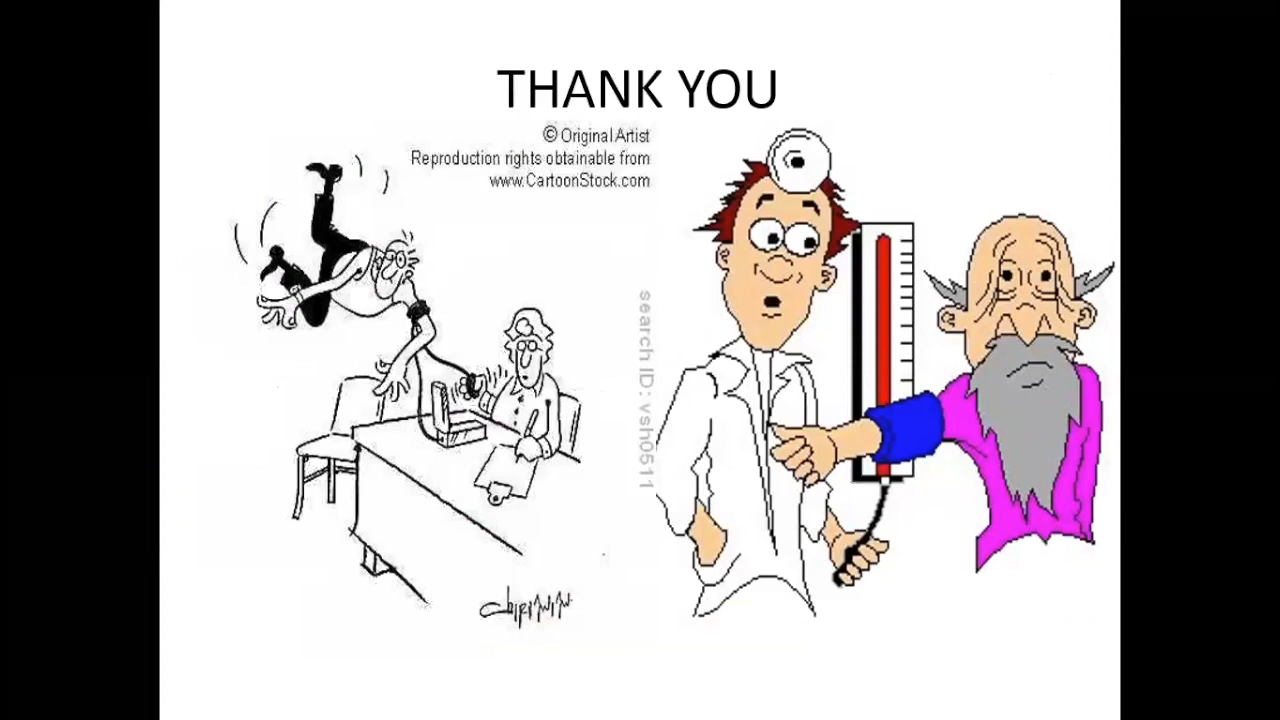 THANK YOU
© Original Artist
Reproduction rights obtainable from
www.CartoonStock.com
search ID: vsh0511